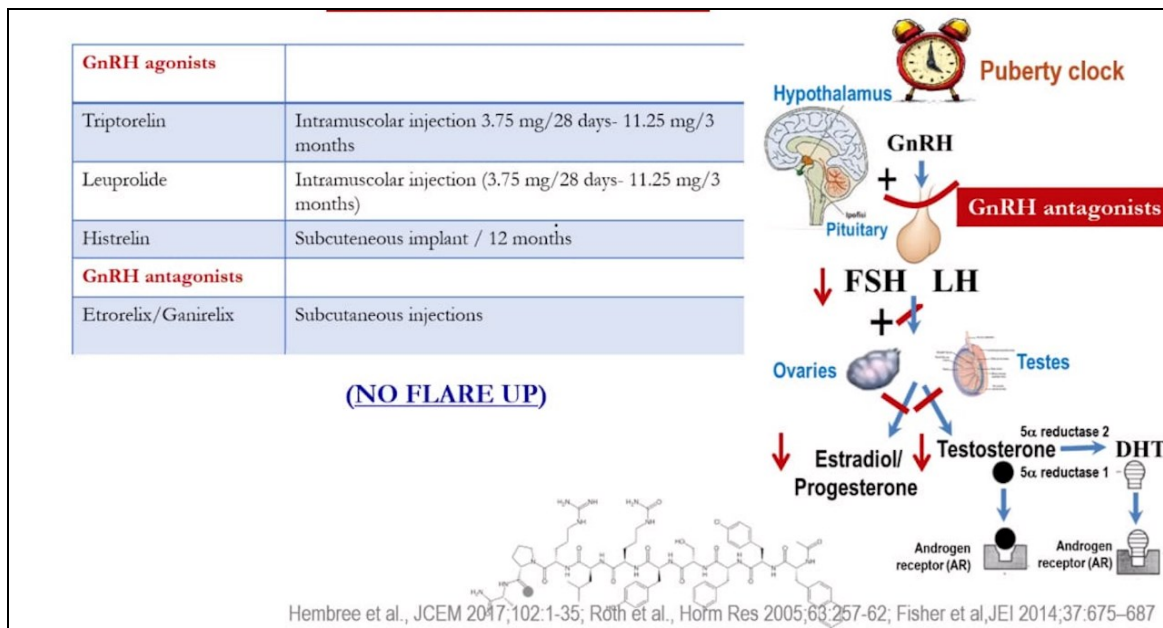 GnRH agonists
Triptorelin
Intramuscolar injection 3.75 mg/28 days- 11.25 mg/3
months
Leuprolide
Intramuscolar injection (3.75 mg/28 days- 11.25 mg/3
months)
Histrelin
Subcuteneous implant / 12 months
GnRH antagonists
Etrorelix/Ganirelix
Subcutaneous injections
(NO FLARE UP)
Puberty clock
Hypothalamus
GnRH
+
GnRH antagonists
Ipofisi
Pituitary
FSH LH
+
Ovaries
Testes
Estradiol/
Progesterone
Testosterone
5α reductase 2
DHT
5α reductase 1
Androgen
receptor (AR)
Androgen
receptor (AR)
Hembree et al., JCEM 2017;102:1-35; Roth et al., Horm Res 2005;63:257-62; Fisher et al,JEI 2014;37:675–687